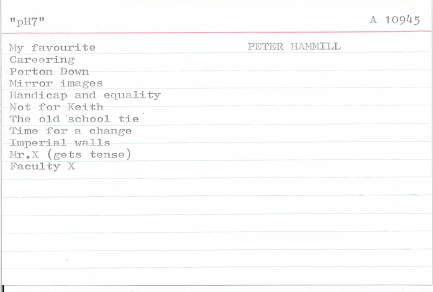 "pH7" A 10945
My favourite PETER HAMMILL
Careering
Porton Down
Mirror images
Handicap and equality
Not for Keith
The old school tie
Time for a change
Imperial walls
Mr.X (gets tense)
Faculty X